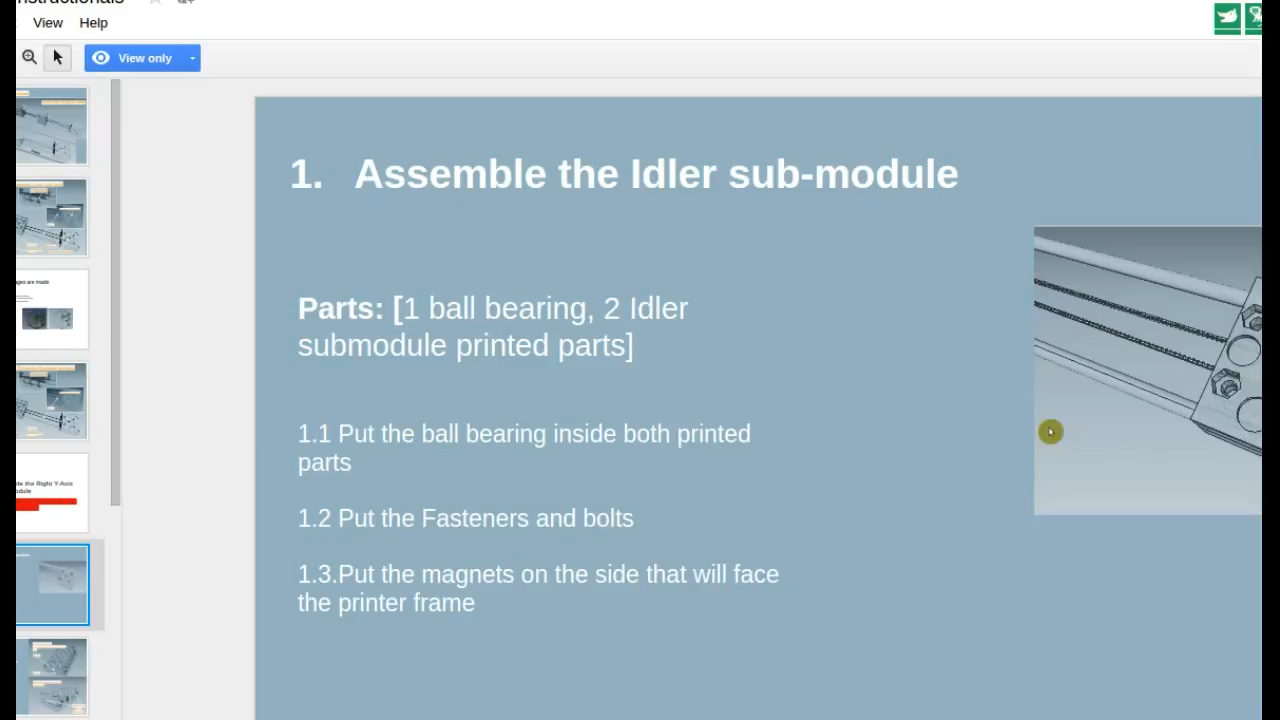 View Help
View only
1. Assemble the Idler sub-module
Parts: [1 ball bearing, 2 Idler
submodule printed parts]
1.1 Put the ball bearing inside both printed
parts
1.2 Put the Fasteners and bolts
1.3.Put the magnets on the side that will face
the printer frame